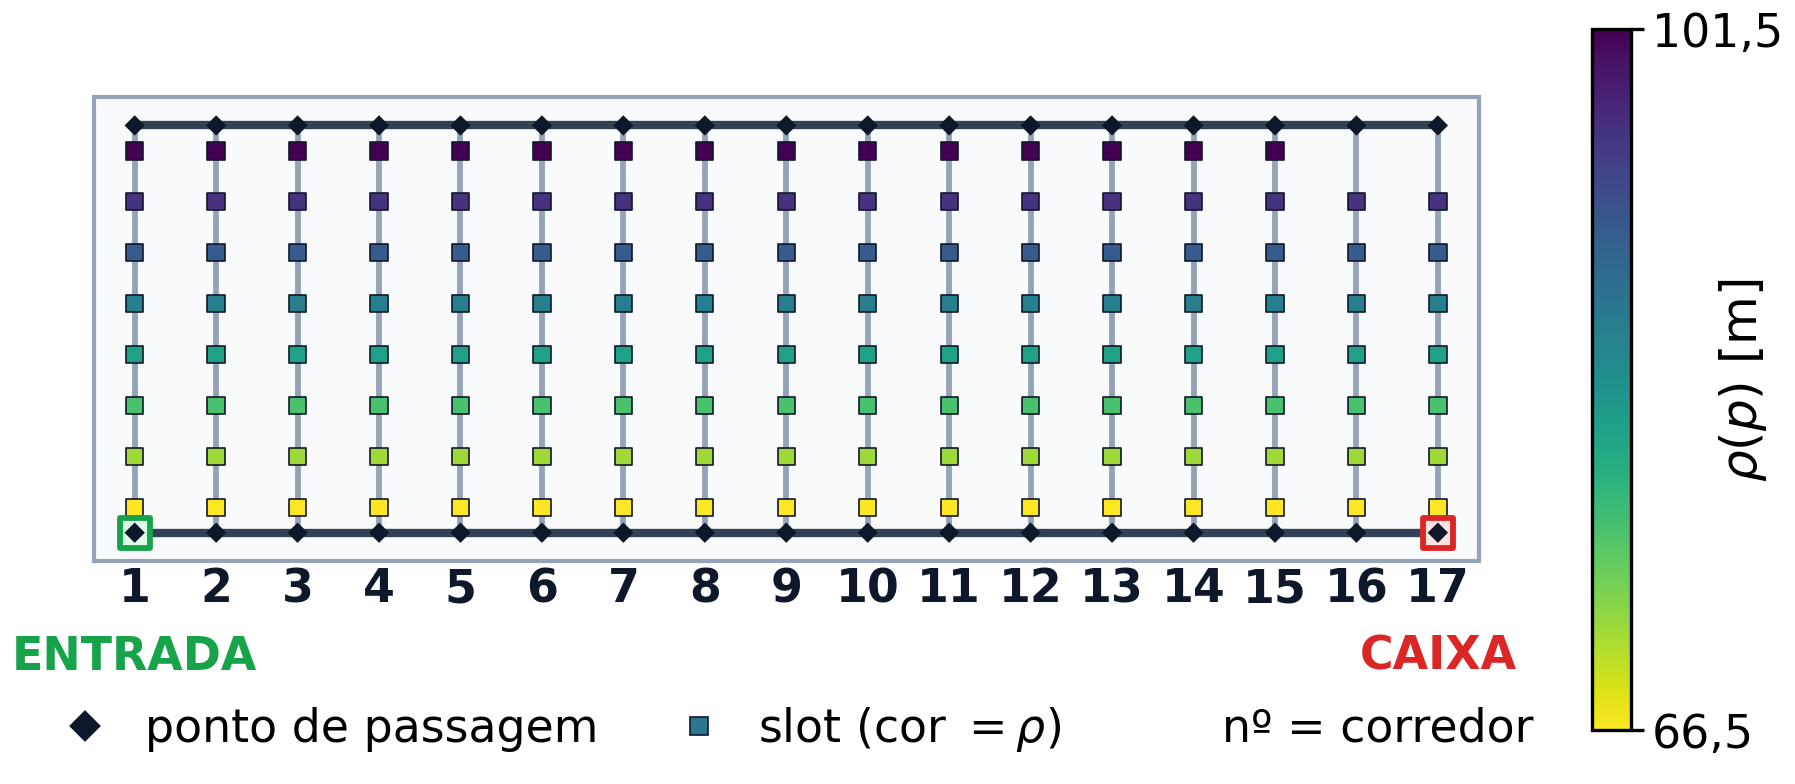 101,5
ρ(p) [m]
66,5
1 2 3 4 5 6 7 8 9 10 11 12 13 14 15 16 17
ENTRADA CAIXA
ponto de passagem slot (cor = ρ) nº = corredor